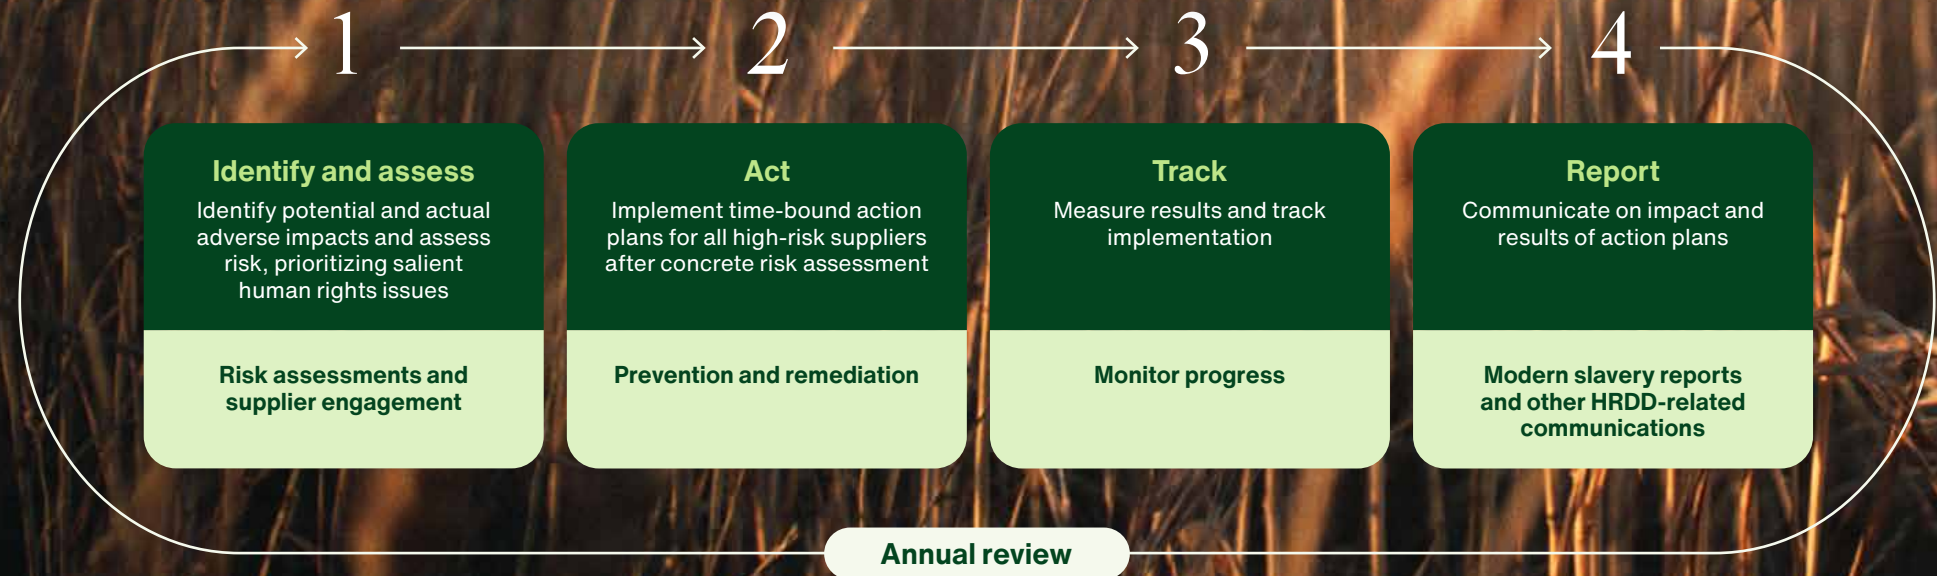 1
2
3
4
Identify and assess
Identify potential and actual
adverse impacts and assess
risk, prioritizing salient
human rights issues
Risk assessments and
supplier engagement
Act
Implement time-bound action
plans for all high-risk suppliers
after concrete risk assessment
Prevention and remediation
Track
Measure results and track
implementation
Monitor progress
Report
Communicate on impact and
results of action plans
Modern slavery reports
and other HRDD-related
communications
Annual review